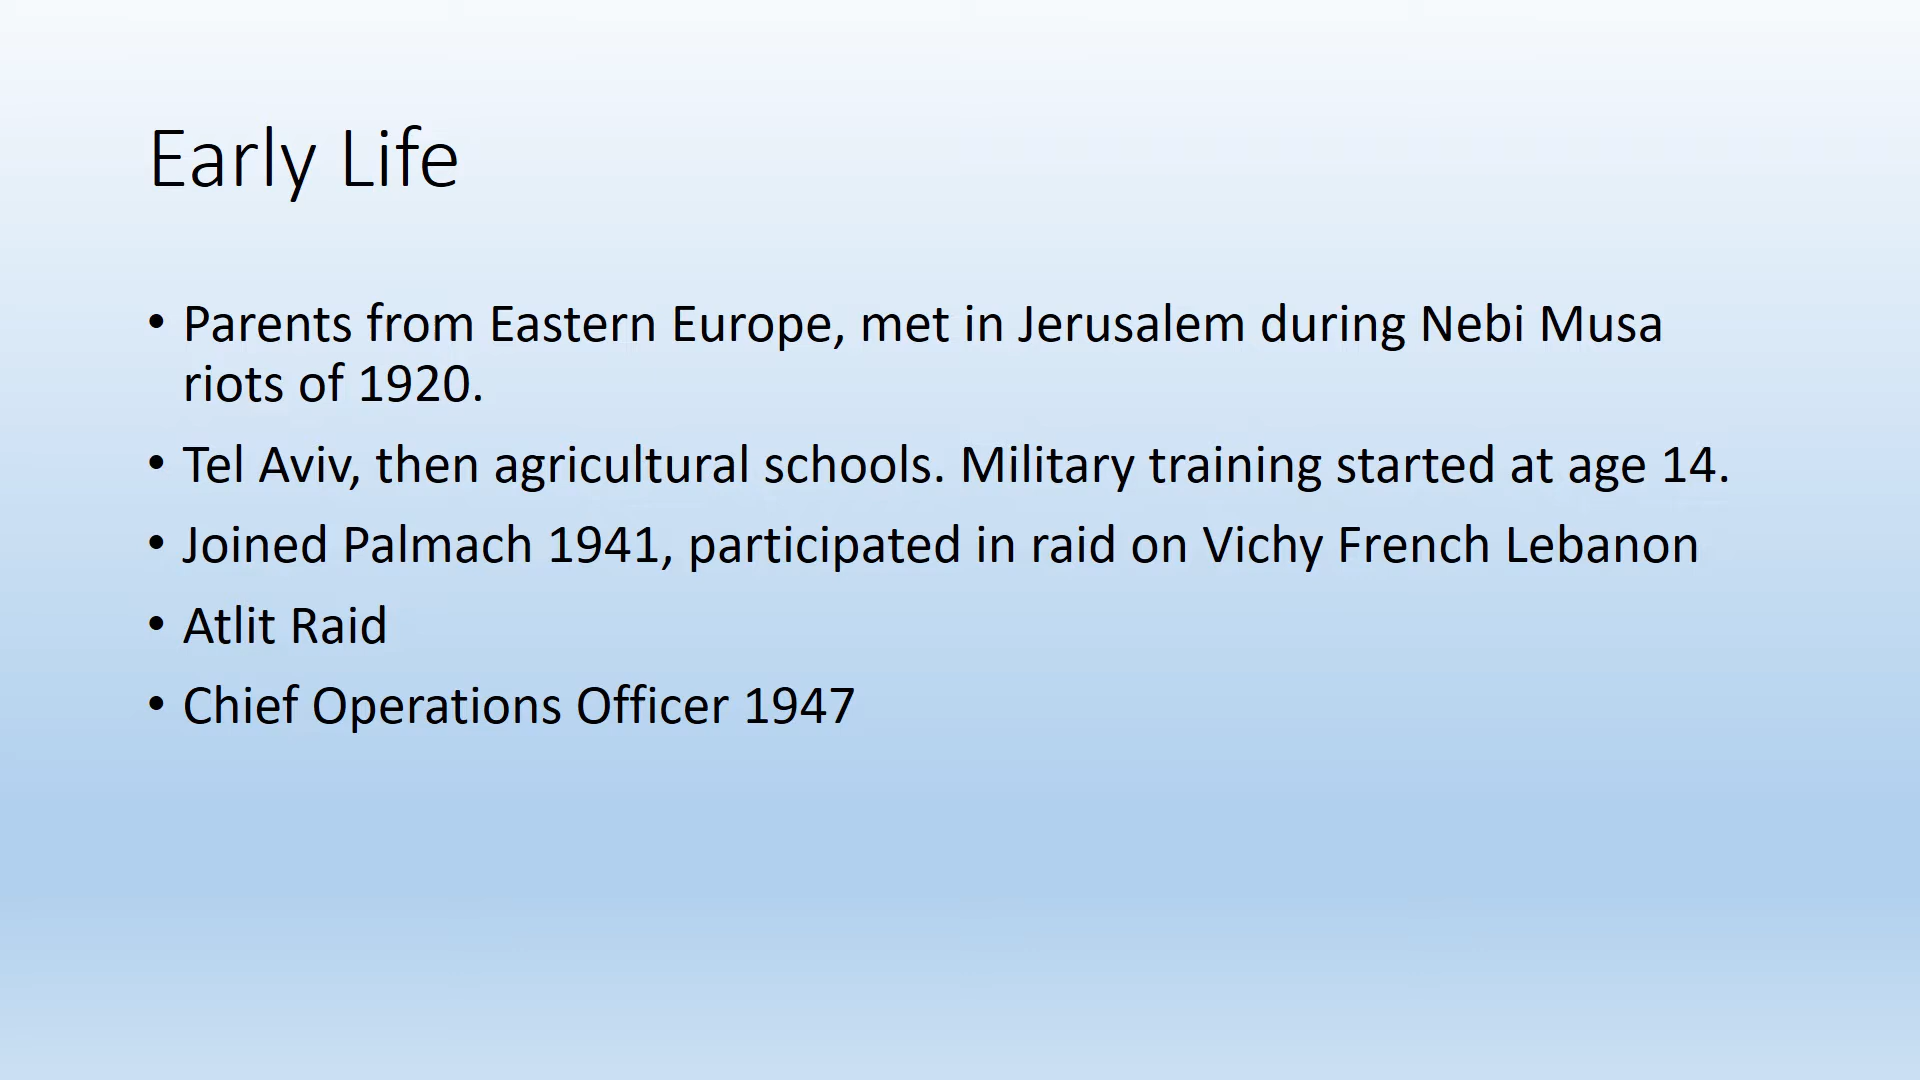 Early Life
• Parents from Eastern Europe, met in Jerusalem during Nebi Musa
riots of 1920.
• Tel Aviv, then agricultural schools. Military training started at age 14.
• Joined Palmach 1941, participated in raid on Vichy French Lebanon
• Atlit Raid
• Chief Operations Officer 1947